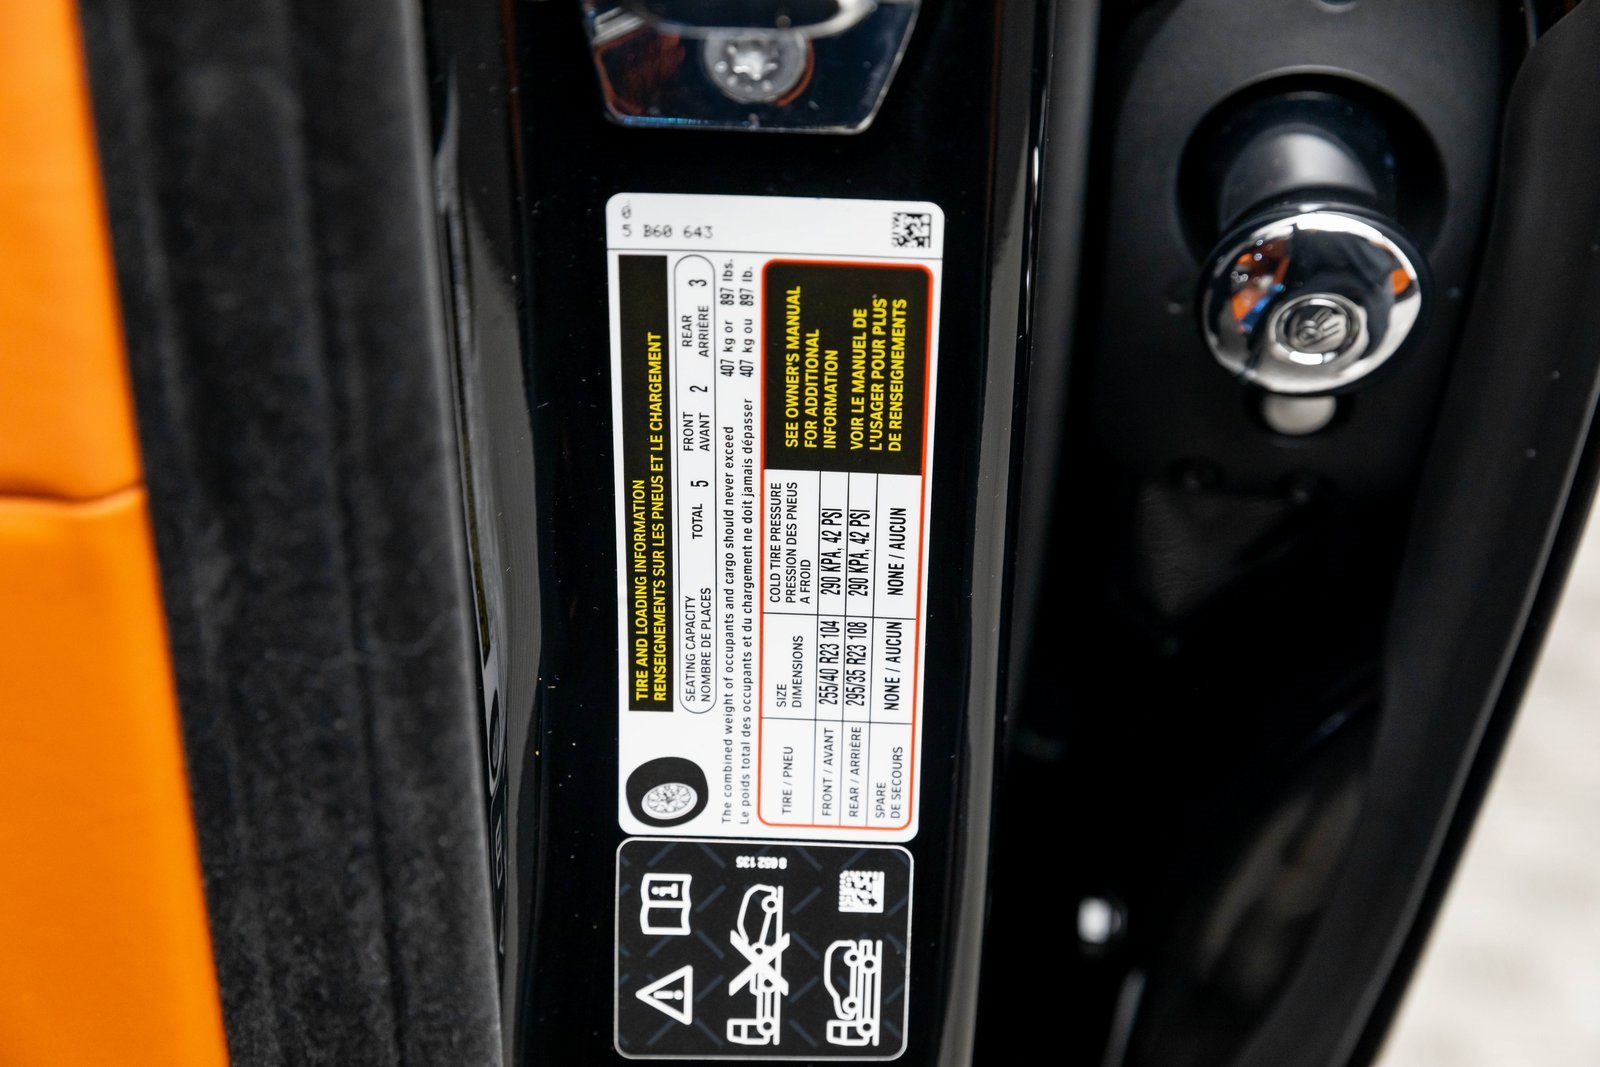 0
5 B60 643
TIRE AND LOADING INFORMATION
RENSEIGNEMENTS SUR LES PNEUS ET LE CHARGEMENT
SEATING CAPACITY TOTAL 5 FRONT 2 REAR 3
NOMBRE DE PLACES AVANT ARRIÈRE
The combined weight of occupants and cargo should never exceed 407 kg or 897 lbs.
Le poids total des occupants et du chargement ne doit jamais dépasser 407 kg ou 897 lb.
TIRE / PNEU
SIZE
DIMENSIONS
COLD TIRE PRESSURE
PRESSION DES PNEUS
A FROID
FRONT / AVANT 255/40 R23 104 290 KPA, 42 PSI
REAR / ARRIÈRE 295/35 R23 108 290 KPA, 42 PSI
SPARE
DE SECOURS NONE / AUCUN NONE / AUCUN
SEE OWNER'S MANUAL
FOR ADDITIONAL
INFORMATION
VOIR LE MANUEL DE
L'USAGER POUR PLUS
DE RENSEIGNEMENTS
8 652 135
RR